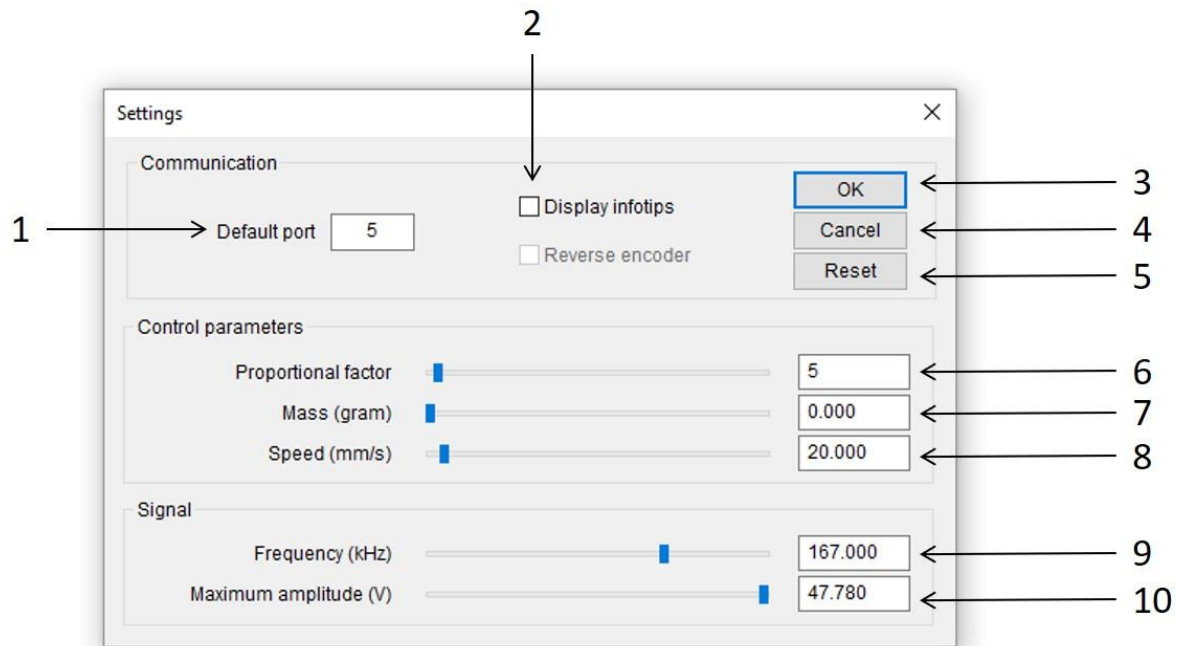 2
Settings
Communication
1
Default port 5
Display infotips
Reverse encoder
OK
3
Cancel
4
Reset
5
Control parameters
Proportional factor 5
6
Mass (gram) 0.000
7
Speed (mm/s) 20.000
8
Signal
Frequency (kHz) 167.000
9
Maximum amplitude (V) 47.780
10